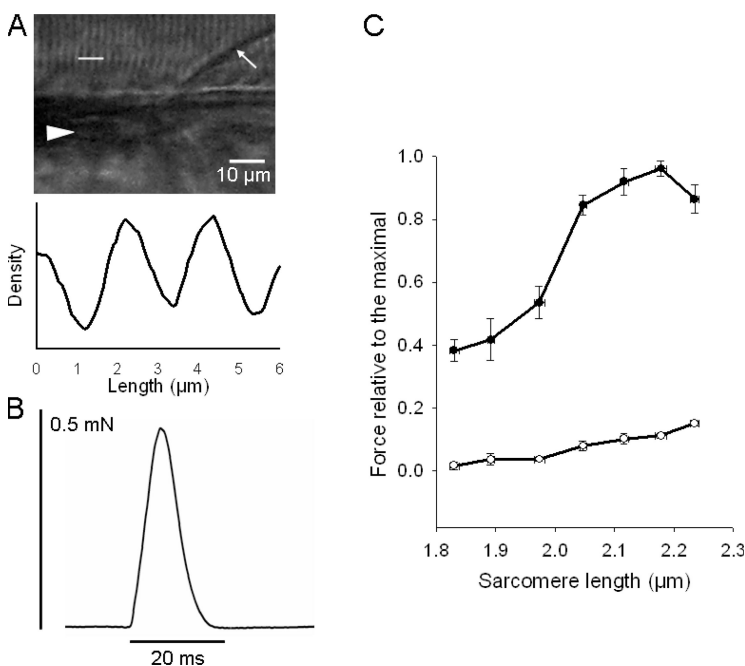 A
10 µm
Density
0 1 2 3 4 5 6
Length (µm)
B
0.5 mN
20 ms
C
Force relative to the maximal
1.0
0.8
0.6
0.4
0.2
0.0
1.8 1.9 2.0 2.1 2.2 2.3
Sarcomere length (µm)